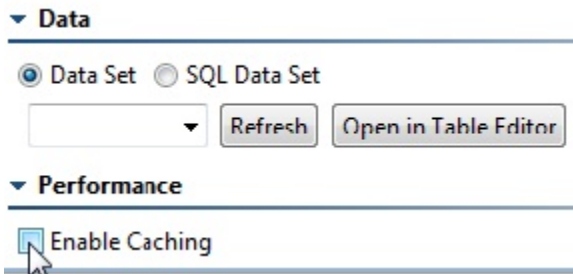 Data
Data Set SQL Data Set
Refresh Open in Table Editor
Performance
Enable Caching